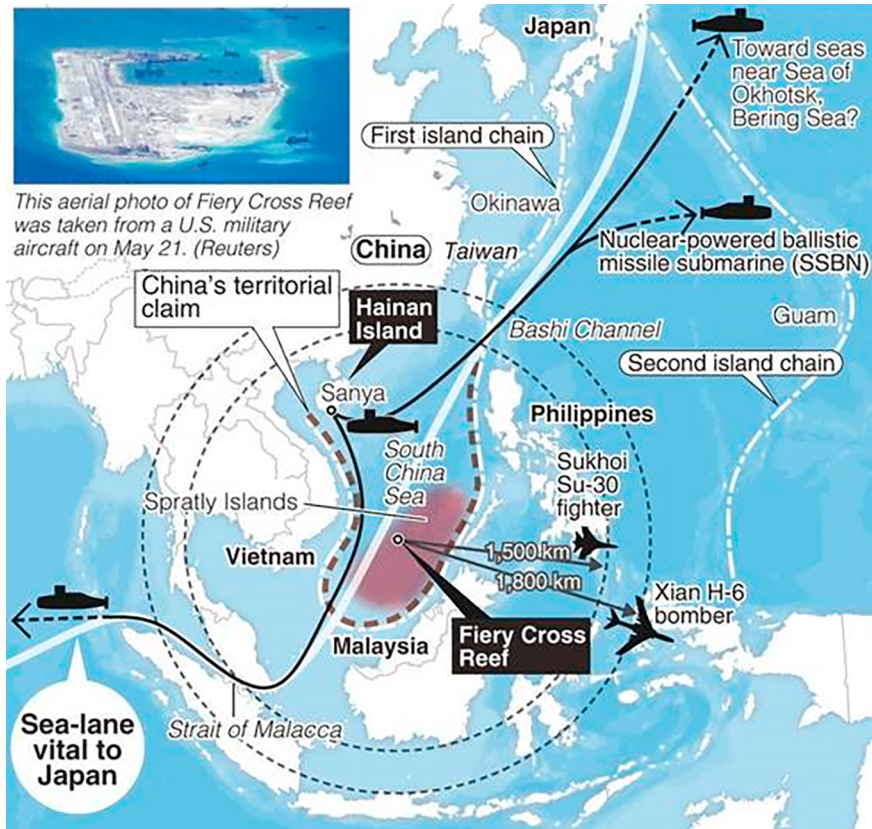 Japan
Toward seas
near Sea of
Okhotsk,
Bering Sea?
First island chain
Okinawa
This aerial photo of Fiery Cross Reef
was taken from a U.S. military
aircraft on May 21. (Reuters)
China
Taiwan
Nuclear-powered ballistic
missile submarine (SSBN)
China's territorial
claim
Hainan
Island
Bashi Channel
Guam
Second island chain
Sanya
Philippines
South
China
Sea
Sukhoi
Su-30
fighter
Spratly Islands
Vietnam
1,500 km
1,800 km
Xian H-6
bomber
Malaysia
Fiery Cross
Reef
Sea-lane
vital to
Japan
Strait of Malacca